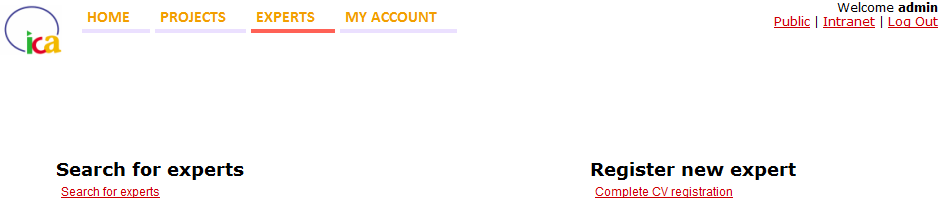 ica
HOME PROJECTS EXPERTS MY ACCOUNT
Welcome admin
Public | Intranet | Log Out
Search for experts
Search for experts
Register new expert
Complete CV registration